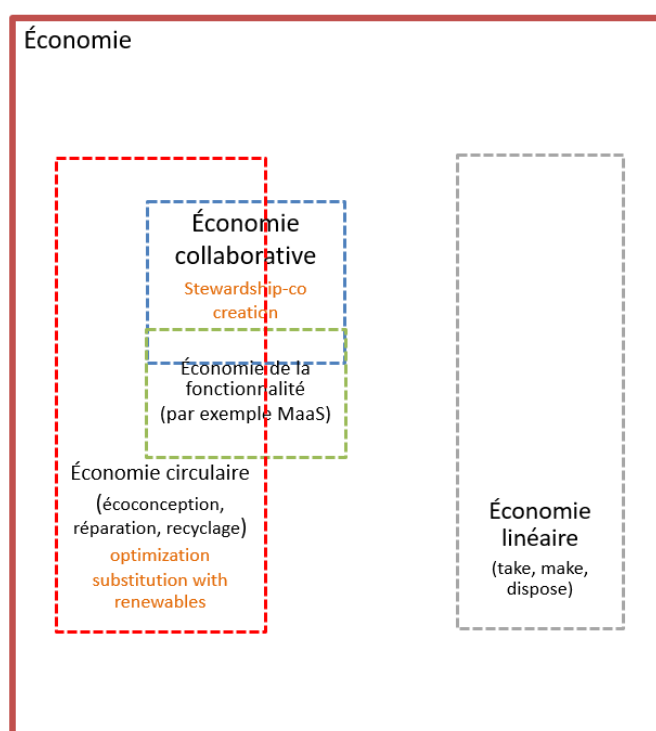 Économie
Économie
collaborative
Stewardship-co
creation
Économie de la
fonctionnalité
(par exemple MaaS)
Économie circulaire
(écoconception,
réparation, recyclage)
optimization
substitution with
renewables
Économie
linéaire
(take, make,
dispose)